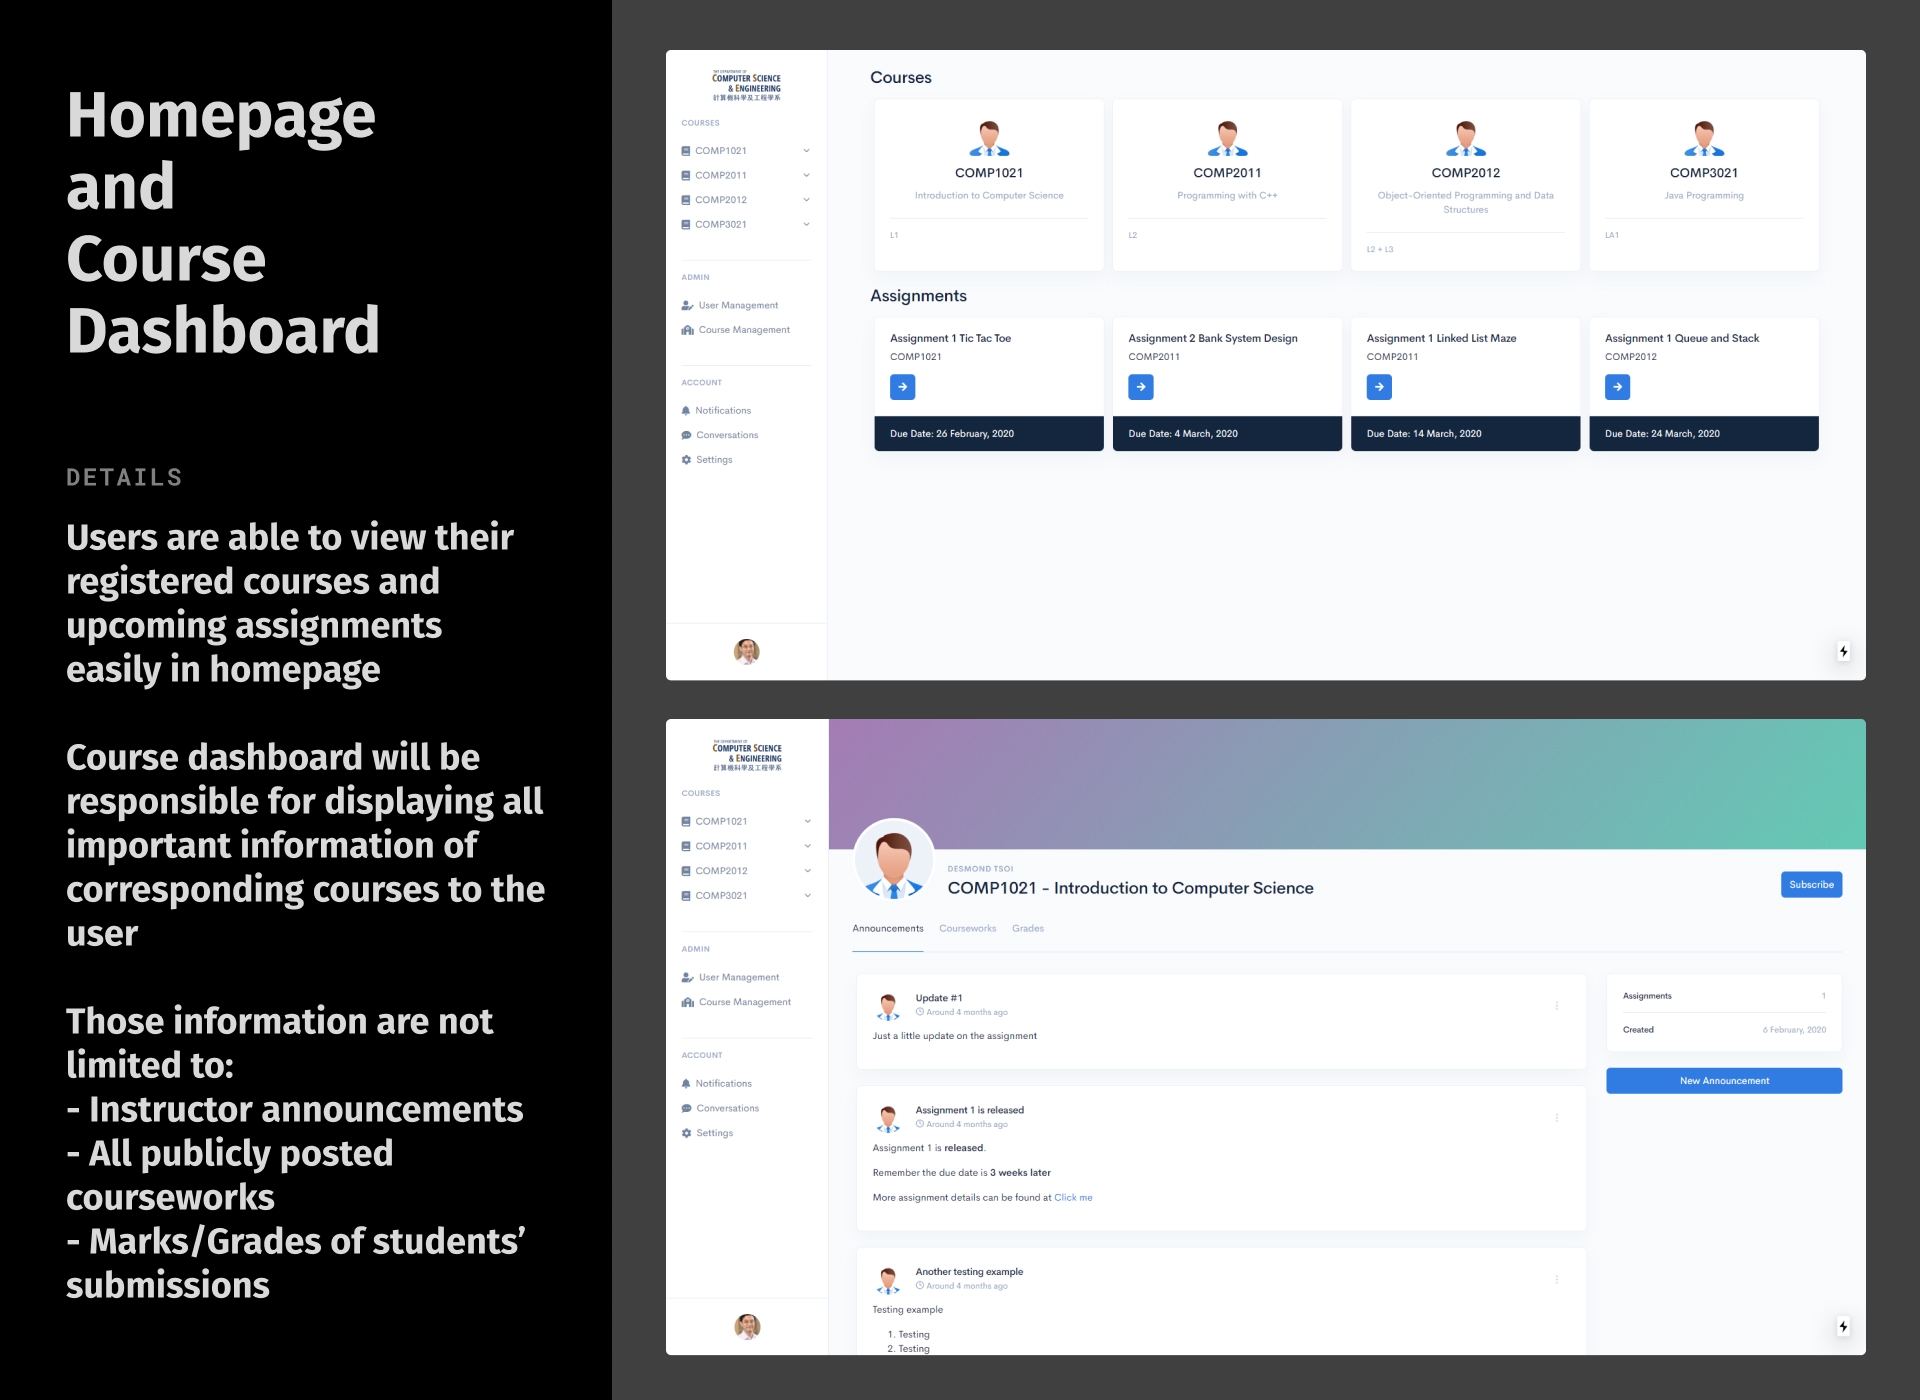 Homepage
and
Course
Dashboard
DETAILS
Users are able to view their
registered courses and
upcoming assignments
easily in homepage
Course dashboard will be
responsible for displaying all
important information of
corresponding courses to the
user
Those information are not
limited to:
- Instructor announcements
- All publicly posted
courseworks
- Marks/Grades of students’
submissions
THE DEPARTMENT OF
COMPUTER SCIENCE
& ENGINEERING
計算機科學及工程學系
COURSES
COMP1021
COMP2011
COMP2012
COMP3021
ADMIN
User Management
Course Management
ACCOUNT
Notifications
Conversations
Settings
Courses
COMP1021
Introduction to Computer Science
L1
COMP2011
Programming with C++
L2
COMP2012
Object-Oriented Programming and Data
Structures
L2 + L3
COMP3021
Java Programming
LA1
Assignments
Assignment 1 Tic Tac Toe
COMP1021
Due Date: 26 February, 2020
Assignment 2 Bank System Design
COMP2011
Due Date: 4 March, 2020
Assignment 1 Linked List Maze
COMP2011
Due Date: 14 March, 2020
Assignment 1 Queue and Stack
COMP2012
Due Date: 24 March, 2020
THE DEPARTMENT OF
COMPUTER SCIENCE
& ENGINEERING
計算機科學及工程學系
COURSES
COMP1021
COMP2011
COMP2012
COMP3021
ADMIN
User Management
Course Management
ACCOUNT
Notifications
Conversations
Settings
DESMOND TSOI
COMP1021 - Introduction to Computer Science
Subscribe
Announcements Courseworks Grades
Update #1
Around 4 months ago
Just a little update on the assignment
Assignment 1 is released
Around 4 months ago
Assignment 1 is released.
Remember the due date is 3 weeks later
More assignment details can be found at Click me
Another testing example
Around 4 months ago
Testing example
1. Testing
2. Testing
Assignments 1
Created 6 February, 2020
New Announcement